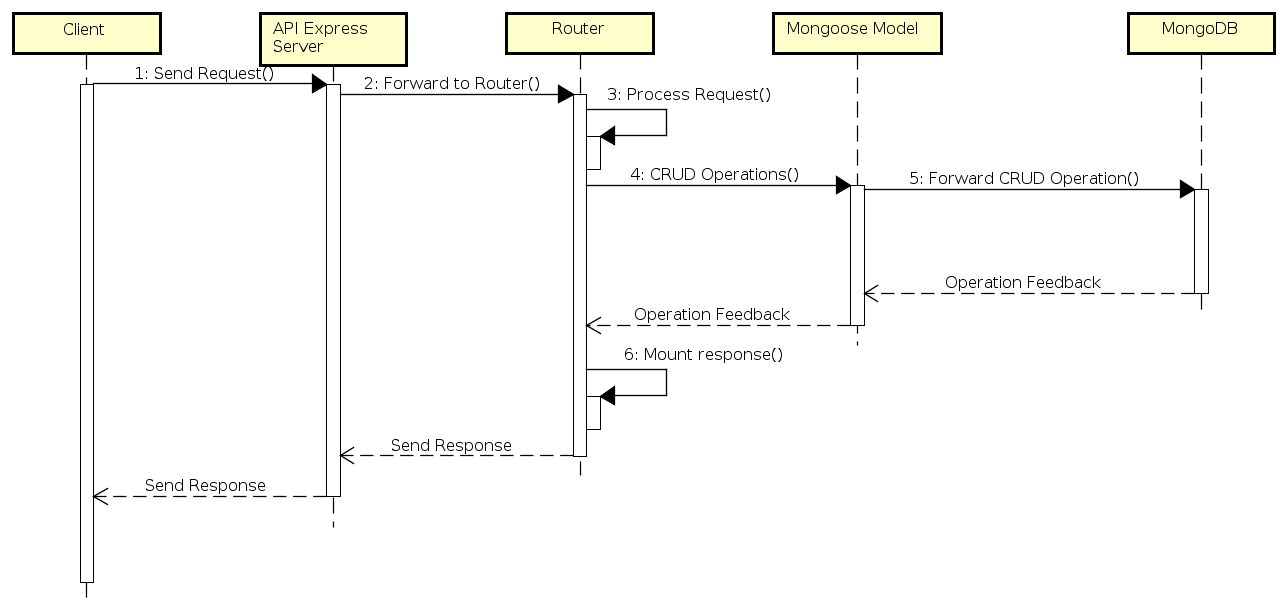 Client
API Express
Server
Router
Mongoose Model
MongoDB
1: Send Request()
2: Forward to Router()
3: Process Request()
4: CRUD Operations()
5: Forward CRUD Operation()
Operation Feedback
Operation Feedback
6: Mount response()
Send Response
Send Response